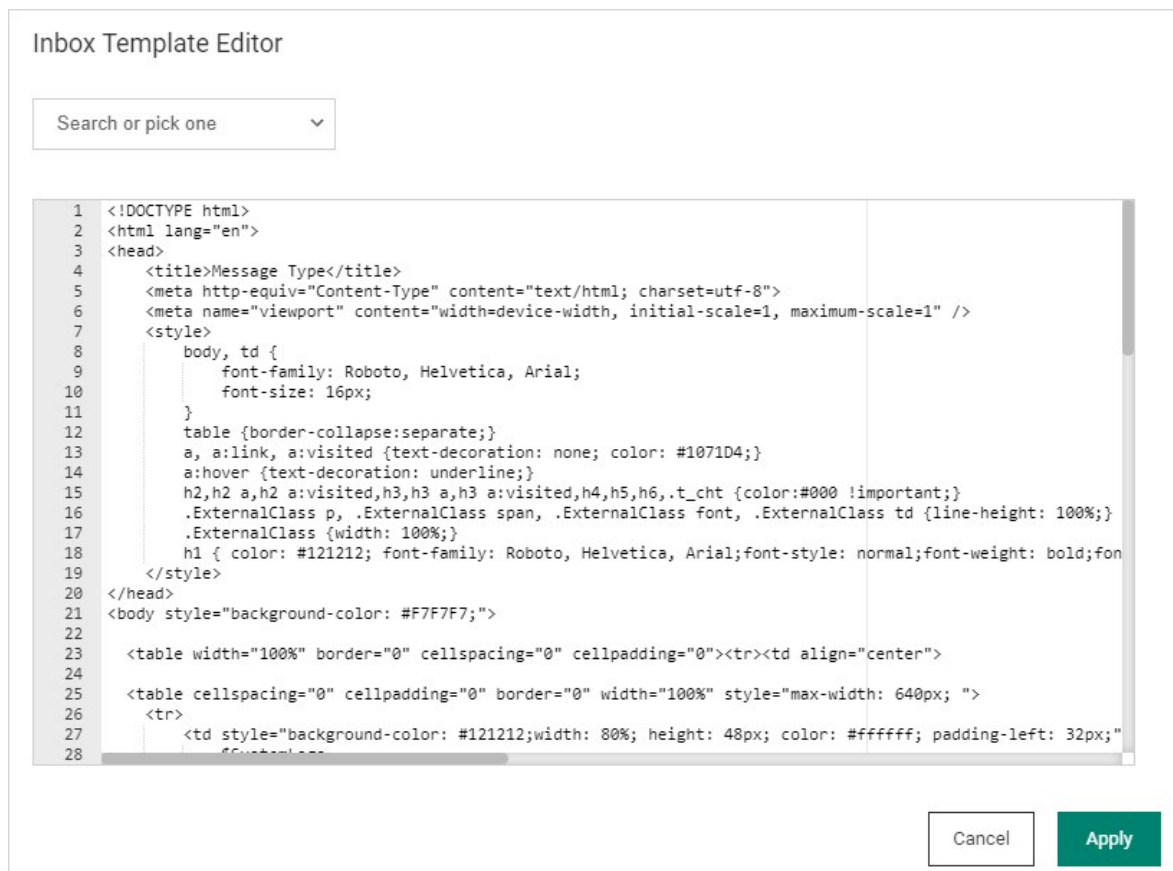 Inbox Template Editor
Search or pick one
1 <!DOCTYPE html>
2 <html lang="en">
3 <head>
4 <title>Message Type</title>
5 <meta http-equiv="Content-Type" content="text/html; charset=utf-8">
6 <meta name="viewport" content="width=device-width, initial-scale=1, maximum-scale=1" />
7 <style>
8 body, td {
9 font-family: Roboto, Helvetica, Arial;
10 font-size: 16px;
11 }
12 table {border-collapse:separate;}
13 a, a:link, a:visited {text-decoration: none; color: #1071D4;}
14 a:hover {text-decoration: underline;}
15 h2,h2 a,h2 a:visited,h3,h3 a,h3 a:visited,h4,h5,h6,.t_cht {color:#000 !important;}
16 .ExternalClass p, .ExternalClass span, .ExternalClass font, .ExternalClass td {line-height: 100%;}
17 .ExternalClass {width: 100%;}
18 h1 { color: #121212; font-family: Roboto, Helvetica, Arial;font-style: normal;font-weight: bold;fon
19 </style>
20 </head>
21 <body style="background-color: #F7F7F7;">
22
23 <table width="100%" border="0" cellspacing="0" cellpadding="0"><tr><td align="center">
24
25 <table cellspacing="0" cellpadding="0" border="0" width="100%" style="max-width: 640px; ">
26 <tr>
27 <td style="background-color: #121212;width: 80%; height: 48px; color: #ffffff; padding-left: 32px;"
28
Cancel
Apply